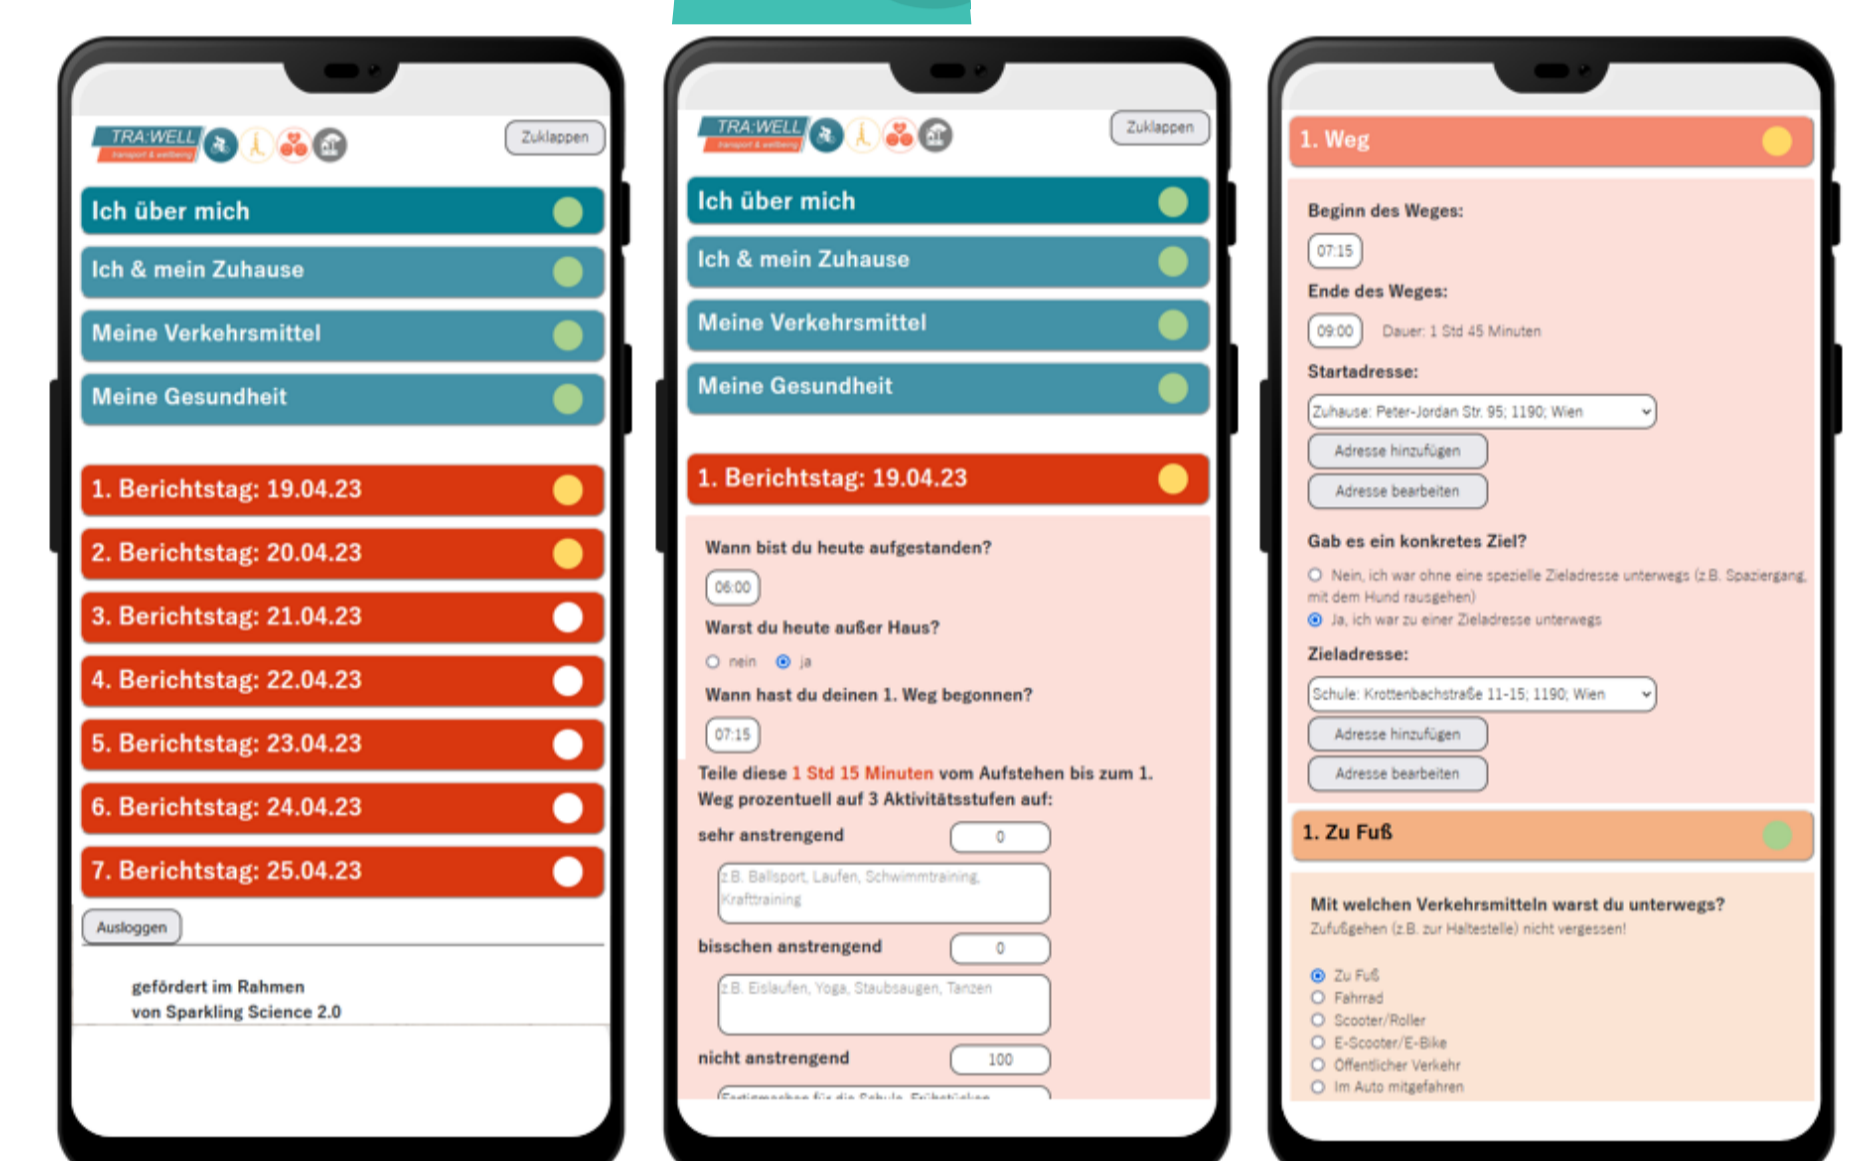 TRA:WELL
transport & wellbeing
Zuklappen
Ich über mich
Ich & mein Zuhause
Meine Verkehrsmittel
Meine Gesundheit
1. Berichtstag: 19.04.23
2. Berichtstag: 20.04.23
3. Berichtstag: 21.04.23
4. Berichtstag: 22.04.23
5. Berichtstag: 23.04.23
6. Berichtstag: 24.04.23
7. Berichtstag: 25.04.23
Ausloggen
gefördert im Rahmen
von Sparkling Science 2.0
TRA:WELL
transport & wellbeing
Zuklappen
Ich über mich
Ich & mein Zuhause
Meine Verkehrsmittel
Meine Gesundheit
1. Berichtstag: 19.04.23
Wann bist du heute aufgestanden?
06:00
Warst du heute außer Haus?
nein ja
Wann hast du deinen 1. Weg begonnen?
07:15
Teile diese 1 Std 15 Minuten vom Aufstehen bis zum 1.
Weg prozentuell auf 3 Aktivitätsstufen auf:
sehr anstrengend 0
z.B. Ballsport, Laufen, Schwimmtraining,
Krafttraining
bisschen anstrengend 0
z.B. Eislaufen, Yoga, Staubsaugen, Tanzen
nicht anstrengend 100
Fertigmachen für die Schule, Frühstücken
1. Weg
Beginn des Weges:
07:15
Ende des Weges:
09:00 Dauer: 1 Std 45 Minuten
Startadresse:
Zuhause: Peter-Jordan Str. 95; 1190; Wien
Adresse hinzufügen
Adresse bearbeiten
Gab es ein konkretes Ziel?
Nein, ich war ohne eine spezielle Zieladresse unterwegs (z.B. Spaziergang,
mit dem Hund rausgehen)
Ja, ich war zu einer Zieladresse unterwegs
Zieladresse:
Schule: Krottenbachstraße 11-15; 1190; Wien
Adresse hinzufügen
Adresse bearbeiten
1. Zu Fuß
Mit welchen Verkehrsmitteln warst du unterwegs?
Zufußgehen (z.B. zur Haltestelle) nicht vergessen!
Zu Fuß
Fahrrad
Scooter/Roller
E-Scooter/E-Bike
Öffentlicher Verkehr
Im Auto mitgefahren